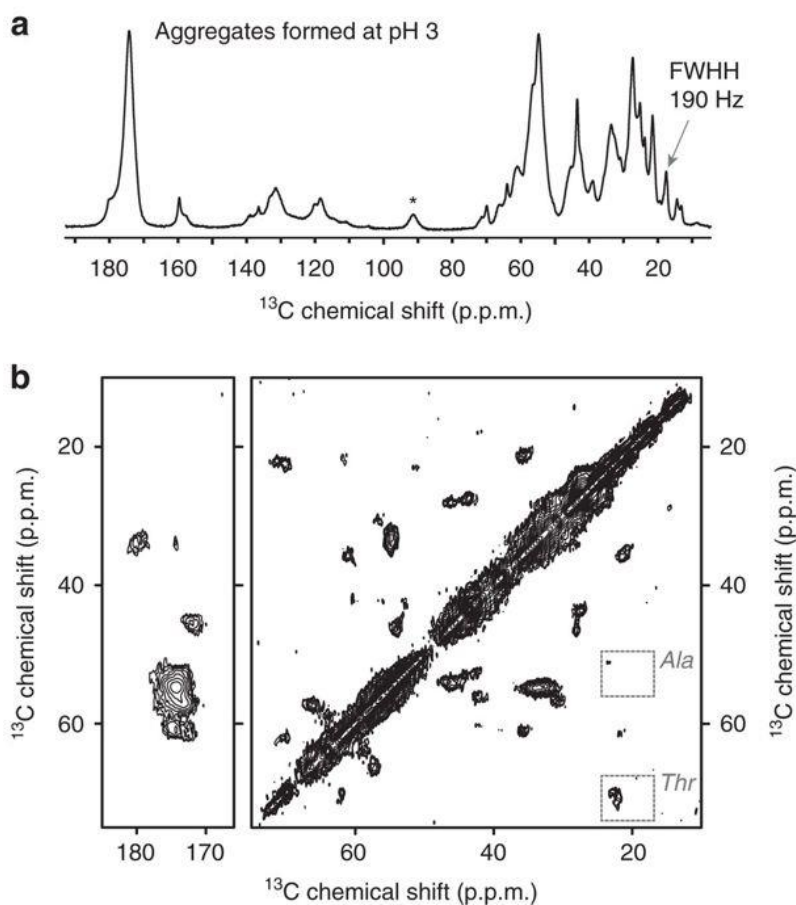 a
Aggregates formed at pH 3
FWHH
190 Hz
*
180 160 140 120 100 80 60 40 20
13C chemical shift (p.p.m.)
b
13C chemical shift (p.p.m.)
20
40
60
Ala
Thr
20
40
60
13C chemical shift (p.p.m.)
180 170 60 40 20
13C chemical shift (p.p.m.)